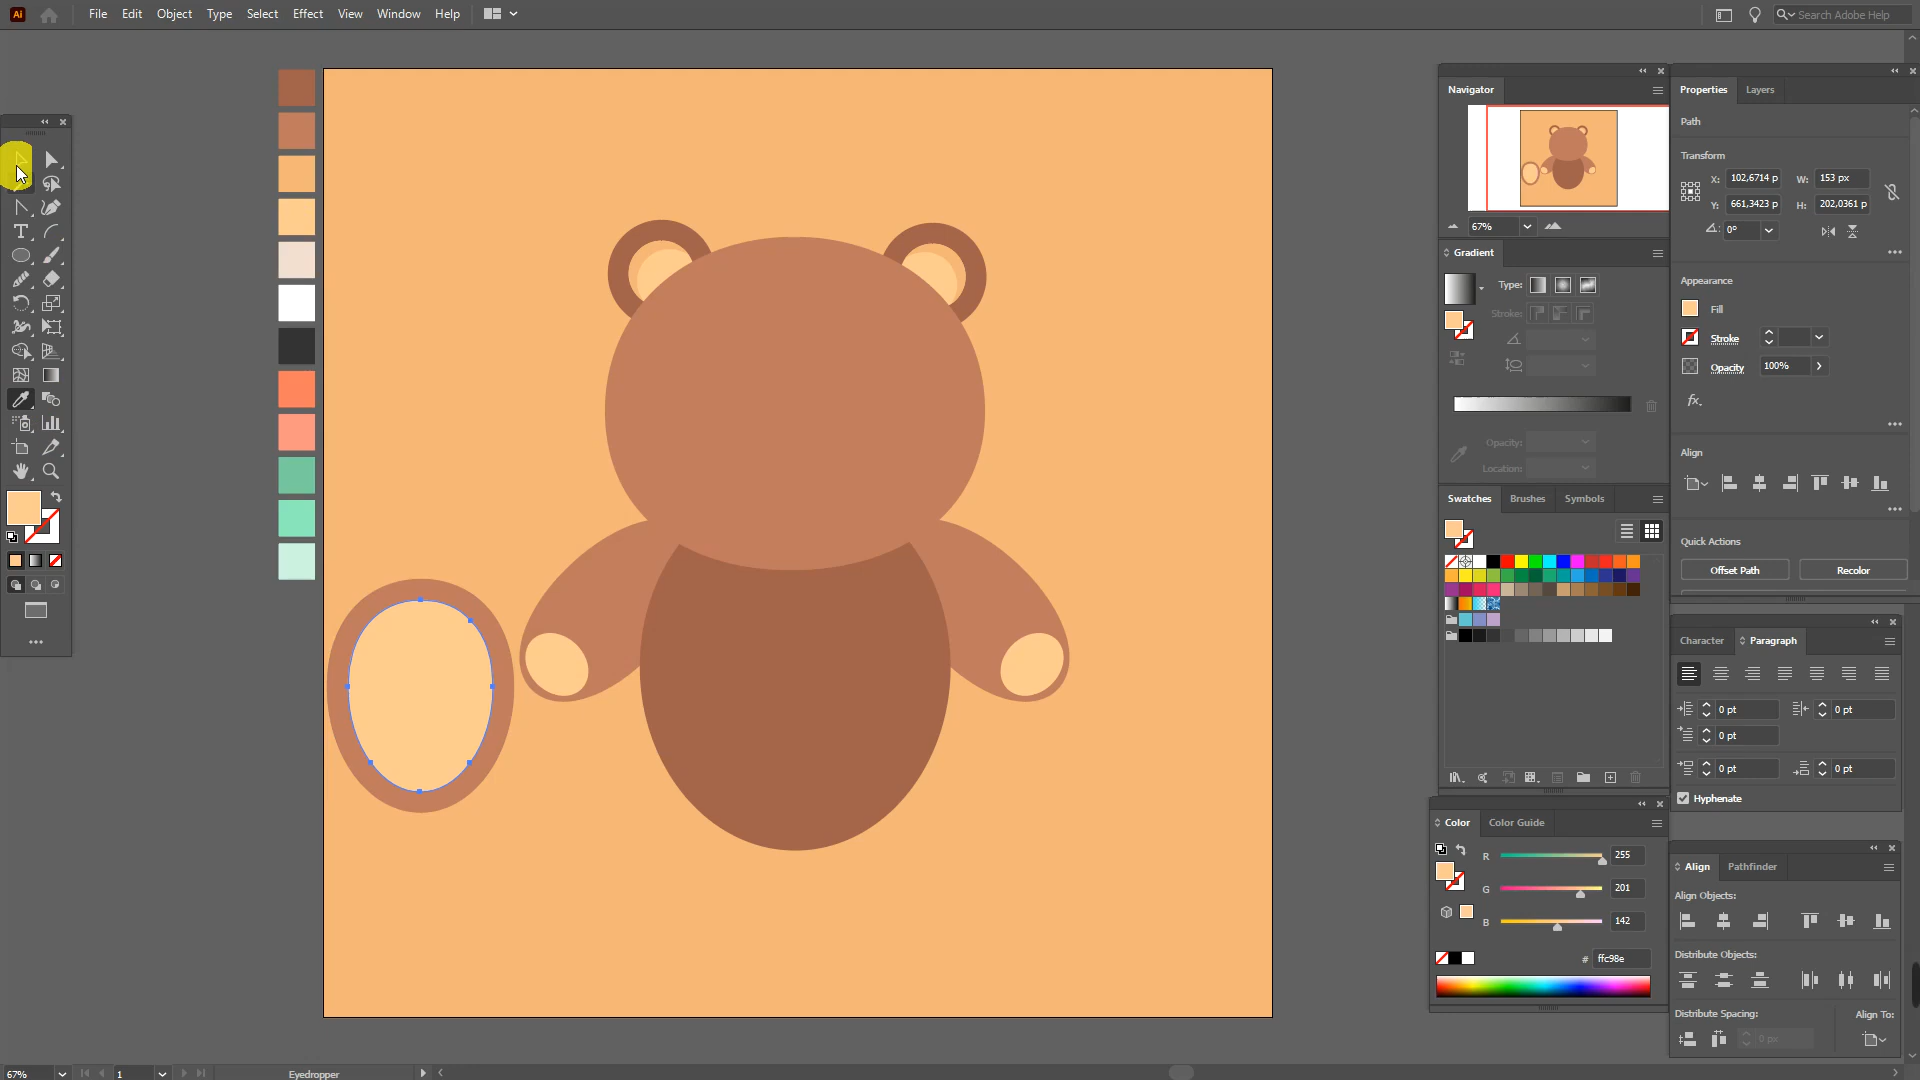 Ai File Edit Object Type Select Effect View Window Help Search Adobe Help
Navigator
67%
Properties Layers
Path
Transform
X: 102,6714 p W: 153 px
Y: 661,3423 p H: 202,0361 p
0°
Gradient
Type:
Stroke:
Opacity:
Location:
Appearance
Fill
Stroke
Opacity 100%
fx.
Align
Swatches Brushes Symbols
Quick Actions
Offset Path Recolor
Character Paragraph
0 pt 0 pt
0 pt
0 pt 0 pt
Hyphenate
Color Color Guide
R 255
G 201
B 142
# ffc98e
Align Pathfinder
Align Objects:
Distribute Objects:
Distribute Spacing: Align To:
0 px
67% 1 Eyedropper